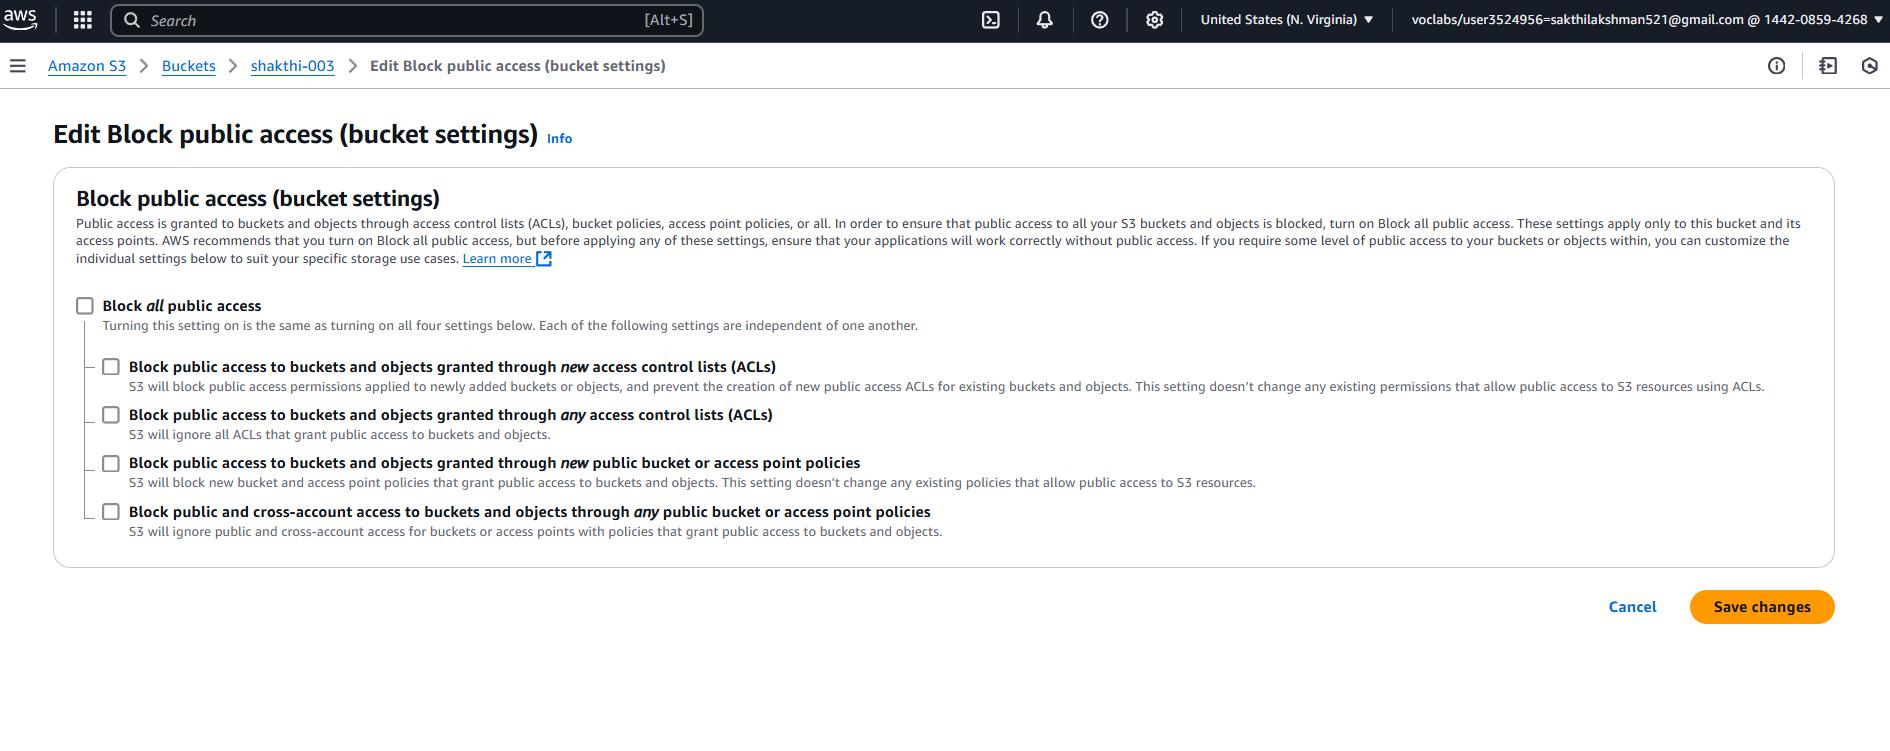 aws
Search [Alt+S]
United States (N. Virginia)
voclabs/user3524956=sakthilakshman521@gmail.com @ 1442-0859-4268
Amazon S3 > Buckets > shakthi-003 > Edit Block public access (bucket settings)
Edit Block public access (bucket settings) Info
Block public access (bucket settings)
Public access is granted to buckets and objects through access control lists (ACLs), bucket policies, access point policies, or all. In order to ensure that public access to all your S3 buckets and objects is blocked, turn on Block all public access. These settings apply only to this bucket and its
access points. AWS recommends that you turn on Block all public access, but before applying any of these settings, ensure that your applications will work correctly without public access. If you require some level of public access to your buckets or objects within, you can customize the
individual settings below to suit your specific storage use cases. Learn more
Block all public access
Turning this setting on is the same as turning on all four settings below. Each of the following settings are independent of one another.
Block public access to buckets and objects granted through new access control lists (ACLs)
S3 will block public access permissions applied to newly added buckets or objects, and prevent the creation of new public access ACLs for existing buckets and objects. This setting doesn't change any existing permissions that allow public access to S3 resources using ACLs.
Block public access to buckets and objects granted through any access control lists (ACLs)
S3 will ignore all ACLs that grant public access to buckets and objects.
Block public access to buckets and objects granted through new public bucket or access point policies
S3 will block new bucket and access point policies that grant public access to buckets and objects. This setting doesn't change any existing policies that allow public access to S3 resources.
Block public and cross-account access to buckets and objects through any public bucket or access point policies
S3 will ignore public and cross-account access for buckets or access points with policies that grant public access to buckets and objects.
Cancel
Save changes